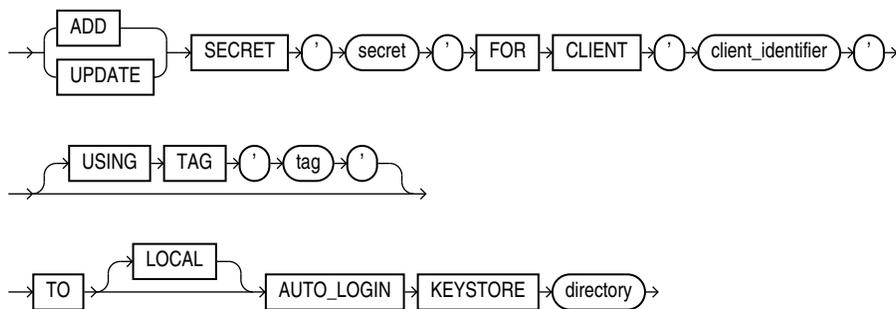 ADD
UPDATE
SECRET ' secret ' FOR CLIENT ' client_identifier '
USING TAG ' tag '
LOCAL
TO AUTO_LOGIN KEYSTORE directory